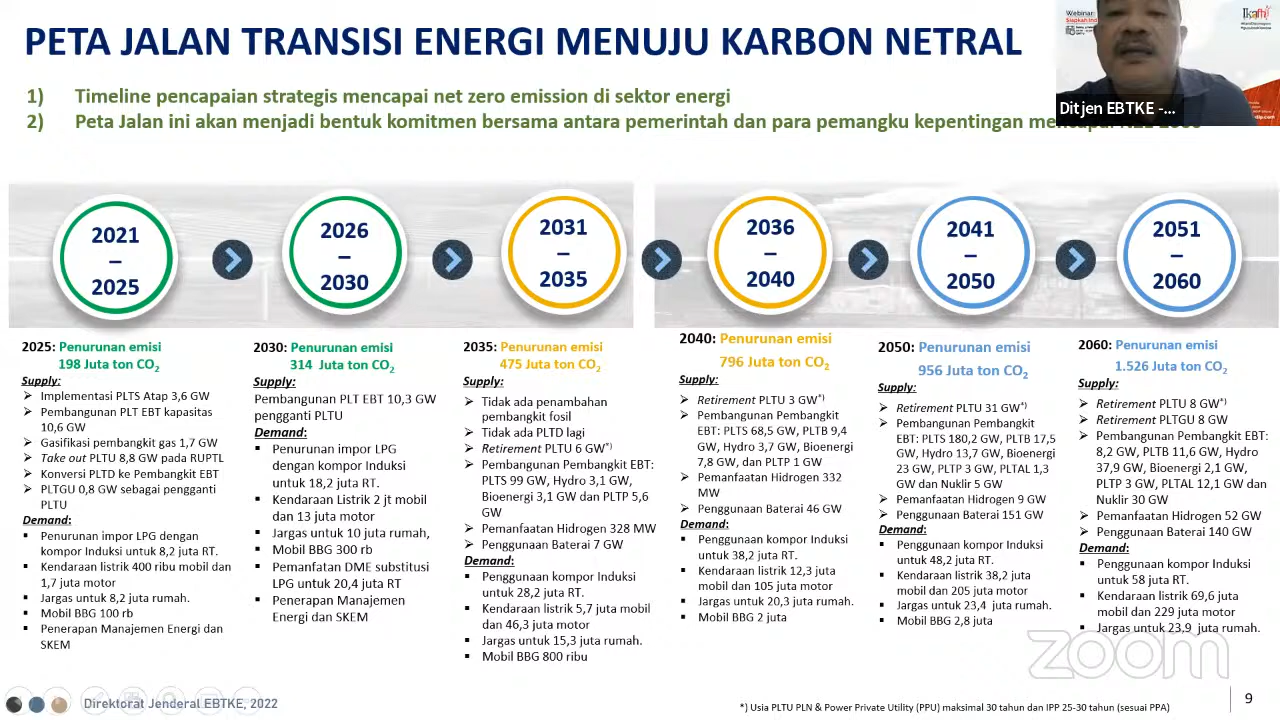 PETA JALAN TRANSISI ENERGI MENUJU KARBON NETRAL
Webinar:
Ditjen EBTKE -...
1) Timeline pencapaian strategis mencapai net zero emission di sektor energi
2) Peta Jalan ini akan menjadi bentuk komitmen bersama antara pemerintah dan para pemangku kepentingan
2021
–
2025
2026
–
2030
2031
–
2035
2036
–
2040
2041
–
2050
2051
–
2060
2025: Penurunan emisi
198 Juta ton CO2
Supply:
➢ Implementasi PLTS Atap 3,6 GW
➢ Pembangunan PLT EBT kapasitas
10,6 GW
➢ Gasifikasi pembangkit gas 1,7 GW
➢ Take out PLTU 8,8 GW pada RUPTL
➢ Konversi PLTD ke Pembangkit EBT
➢ PLTGU 0,8 GW sebagai pengganti
PLTU
Demand:
▪ Penurunan impor LPG dengan
kompor Induksi untuk 8,2 juta RT.
▪ Kendaraan listrik 400 ribu mobil dan
1,7 juta motor
▪ Jargas untuk 8,2 juta rumah.
▪ Mobil BBG 100 rb
▪ Penerapan Manajemen Energi dan
SKEM
2030: Penurunan emisi
314 Juta ton CO2
Supply:
Pembangunan PLT EBT 10,3 GW
pengganti PLTU
Demand:
▪ Penurunan impor LPG
dengan kompor Induksi
untuk 18,2 juta RT.
▪ Kendaraan Listrik 2 jt mobil
dan 13 juta motor
▪ Jargas untuk 10 juta rumah,
▪ Mobil BBG 300 rb
▪ Pemanfatan DME substitusi
LPG untuk 20,4 juta RT
▪ Penerapan Manajemen
Energi dan SKEM
2035: Penurunan emisi
475 Juta ton CO2
Supply:
➢ Tidak ada penambahan
pembangkit fosil
➢ Tidak ada PLTD lagi
➢ Retirement PLTU 6 GW*)
➢ Pembangunan Pembangkit EBT:
PLTS 99 GW, Hydro 3,1 GW,
Bioenergi 3,1 GW dan PLTP 5,6
GW
➢ Pemanfaatan Hidrogen 328 MW
➢ Penggunaan Baterai 7 GW
Demand:
▪ Penggunaan kompor Induksi
untuk 28,2 juta RT.
▪ Kendaraan listrik 5,7 juta mobil
dan 46,3 juta motor
▪ Jargas untuk 15,3 juta rumah.
▪ Mobil BBG 800 ribu
2040: Penurunan emisi
796 Juta ton CO2
Supply:
➢ Retirement PLTU 3 GW*)
➢ Pembangunan Pembangkit
EBT: PLTS 68,5 GW, PLTB 9,4
GW, Hydro 3,7 GW, Bioenergi
7,8 GW, dan PLTP 1 GW
➢ Pemanfaatan Hidrogen 332
MW
➢ Penggunaan Baterai 46 GW
Demand:
▪ Penggunaan kompor Induksi
untuk 38,2 juta RT.
▪ Kendaraan listrik 12,3 juta
mobil dan 105 juta motor
▪ Jargas untuk 20,3 juta rumah.
▪ Mobil BBG 2 juta
2050: Penurunan emisi
956 Juta ton CO2
Supply:
➢ Retirement PLTU 31 GW*)
➢ Pembangunan Pembangkit
EBT: PLTS 180,2 GW, PLTB 17,5
GW, Hydro 13,7 GW, Bioenergi
23 GW, PLTP 3 GW, PLTAL 1,3
GW dan Nuklir 5 GW
➢ Pemanfaatan Hidrogen 9 GW
➢ Penggunaan Baterai 151 GW
Demand:
▪ Penggunaan kompor Induksi
untuk 48,2 juta RT.
▪ Kendaraan listrik 38,2 juta
mobil dan 205 juta motor
▪ Jargas untuk 23,4 juta rumah.
▪ Mobil BBG 2,8 juta
2060: Penurunan emisi
1.526 Juta ton CO2
Supply:
➢ Retirement PLTU 8 GW*)
➢ Retirement PLTGU 8 GW
➢ Pembangunan Pembangkit EBT:
8,2 GW, PLTB 11,6 GW, Hydro
37,9 GW, Bioenergi 2,1 GW,
PLTP 3 GW, PLTAL 12,1 GW dan
Nuklir 30 GW
➢ Pemanfaatan Hidrogen 52 GW
➢ Penggunaan Baterai 140 GW
Demand:
▪ Penggunaan kompor Induksi
untuk 58 juta RT.
▪ Kendaraan listrik 69,6 juta
mobil dan 229 juta motor
▪ Jargas untuk 23,9 juta rumah.
zoom
Direktorat Jenderal EBTKE, 2022
*) Usia PLTU PLN & Power Private Utility (PPU) maksimal 30 tahun dan IPP 25-30 tahun (sesuai PPA)
9